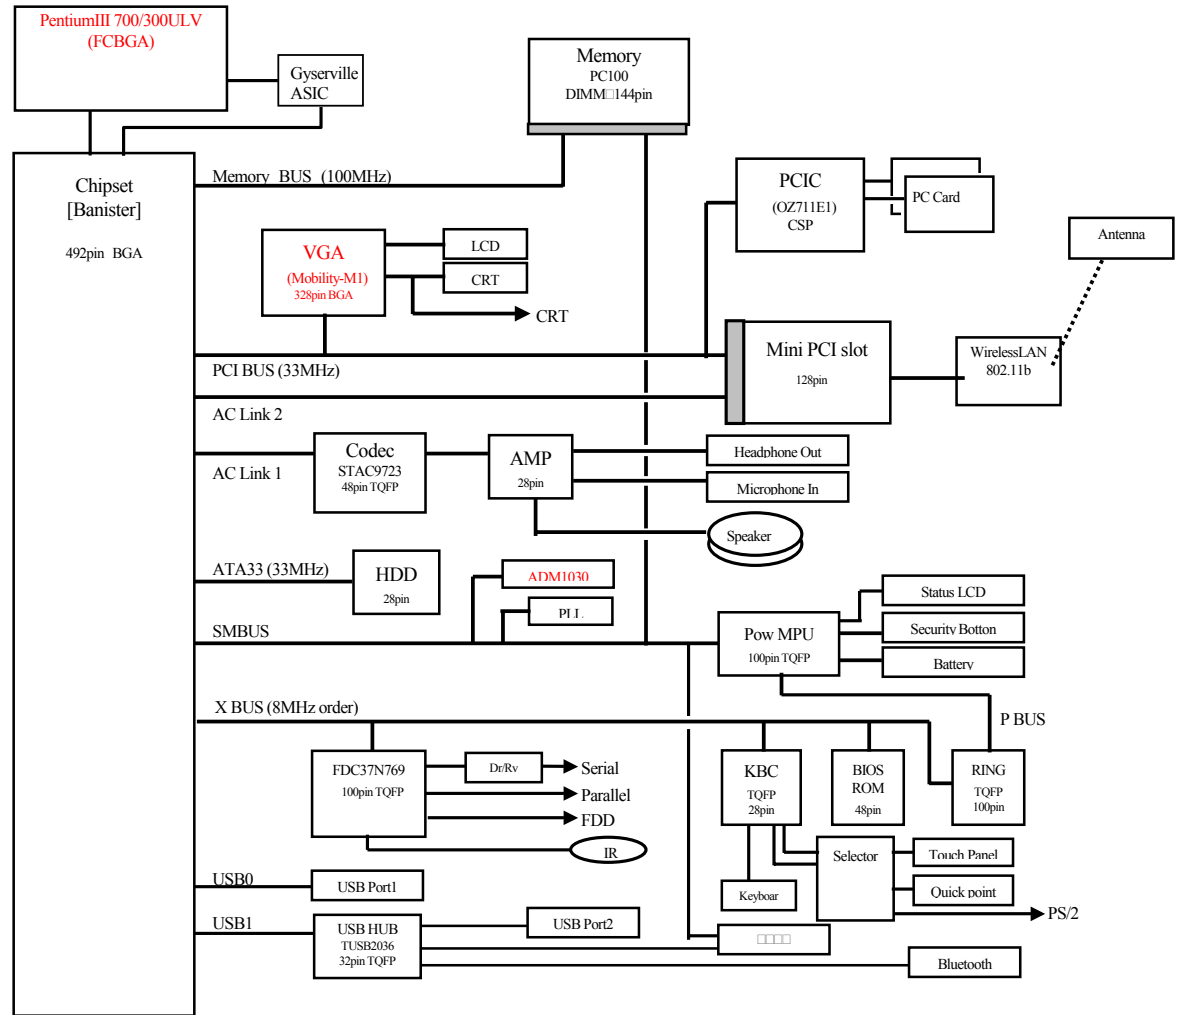 PentiumIII 700/300ULV
(FCBGA)
Gyserville
ASIC
Memory
PC100
DIMM□144pin
Chipset
[Banister]
492pin BGA
Memory BUS (100MHz)
PCIC
(OZ711E1)
CSP
PC Card
Antenna
VGA
(Mobility-M1)
328pin BGA
LCD
CRT
CRT
Mini PCI slot
128pin
WirelessLAN
802.11b
PCI BUS (33MHz)
AC Link 2
AC Link 1
Codec
STAC9723
48pin TQFP
AMP
28pin
Headphone Out
Microphone In
Speaker
ATA33 (33MHz)
HDD
28pin
ADM1030
PLL
SMBUS
Pow MPU
100pin TQFP
Status LCD
Security Botton
Battery
X BUS (8MHz order)
P BUS
FDC37N769
100pin TQFP
Dr/Rv
Serial
Parallel
FDD
IR
KBC
TQFP
28pin
BIOS
ROM
48pin
RING
TQFP
100pin
Selector
Touch Panel
Quick point
PS/2
Keyboar
USB0
USB Port1
USB1
USB HUB
TUSB2036
32pin TQFP
USB Port2
□□□□
Bluetooth